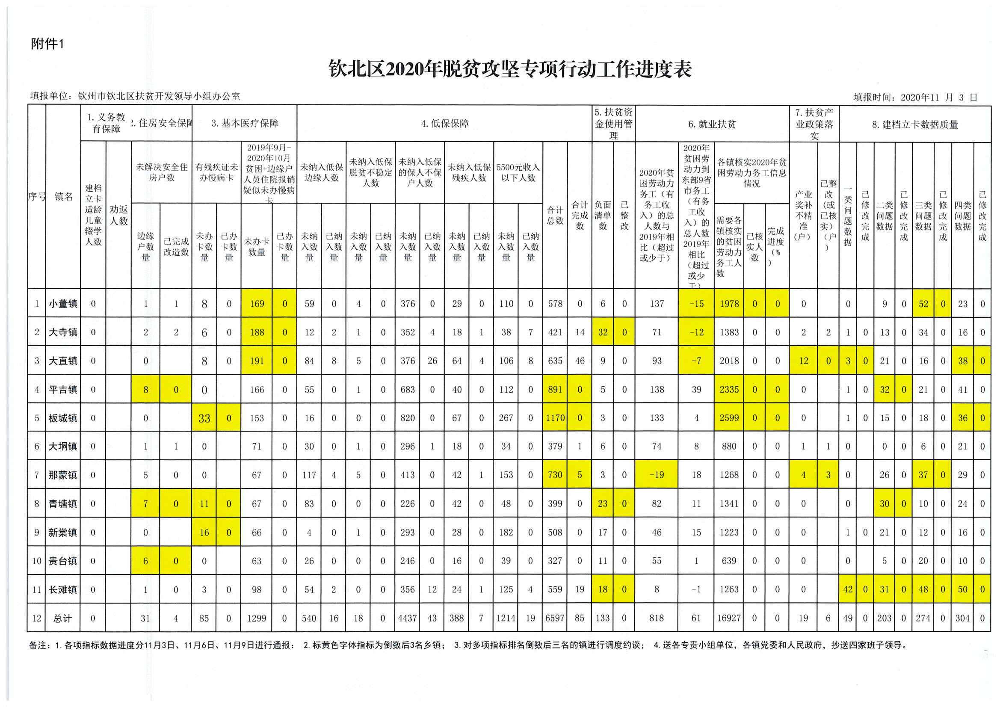 附件1
钦北区2020年脱贫攻坚专项行动工作进度表
填报单位：钦州市钦北区扶贫开发领导小组办公室 填报时间：2020年11 月 3 日
序号 镇名 1.义务教育保障 2.住房安全保障 3.基本医疗保障 4.低保保障 5.扶贫资金使用管理 6.就业扶贫 7.扶贫产业政策落实 8.建档立卡数据质量
建档立卡适龄儿童辍学人数 劝返人数 未解决安全住房户数 有残疾证未办慢病卡 2019年9月-2020年10月贫困+边缘户人员住院报销疑似未办慢病卡 未纳入低保边缘人数 未纳入低保脱贫不稳定人数 未纳入低保的保人不保户人数 未纳入低保残疾人数 5500元收入以下人数 合计总数 合计完成数 负面清单数 已整改 2020年贫困劳动力务工（有务工收入）的总人数与2019年相比（超过或少于） 2020年贫困劳动力到东部9省市务工（有务工收入）的总人数2019年相比（超过或少于） 各镇核实2020年贫困劳动力务工信息情况 产业奖补不精准(户) 已整改(或已核实)(户) 一类问题数据 已修改完成 二类问题数据 已修改完成 三类问题数据 已修改完成 四类问题数据 已修改完成
边缘户数量 已完成改造数 未办卡数量 已办卡数量 未办卡数量 已办卡数量 未纳入数量 已纳入数量 未纳入数量 已纳入数量 未纳入数量 已纳入数量 未纳入数量 已纳入数量 未纳入数量 已纳入数量 需要各镇核实的贫困劳动力务工人数 已核实人数 完成进度(%)
1 小董镇 0 1 1 8 0 169 0 59 0 4 0 376 0 29 0 110 0 578 0 6 0 137 -15 1978 0 0 0 0 9 0 52 0 23 0
2 大寺镇 0 2 2 6 0 188 0 12 2 1 0 352 4 18 1 38 7 421 14 32 0 71 -12 1383 0 0 2 2 1 0 13 0 34 0 16 0
3 大直镇 0 0 8 0 191 0 84 8 5 0 376 26 64 4 106 8 635 46 9 0 93 -7 2018 0 0 12 0 3 0 21 0 16 0 38 0
4 平吉镇 0 8 0 0 166 0 55 0 1 0 683 0 40 0 112 0 891 0 5 0 138 39 2335 0 0 0 1 0 32 0 21 0 41 0
5 板城镇 0 0 33 0 153 0 16 0 0 0 820 0 67 0 267 0 1170 0 3 0 133 4 2599 0 0 0 1 0 15 0 18 0 36 0
6 大垌镇 0 1 1 0 71 0 30 0 1 0 296 1 18 0 34 0 379 1 6 0 74 8 880 0 0 1 1 0 0 0 6 0 21 0
7 那蒙镇 0 5 0 0 67 0 117 4 5 0 413 0 42 1 153 0 730 5 3 0 -19 18 1268 0 0 4 3 0 26 0 37 0 29 0
8 青塘镇 0 7 0 11 0 67 0 83 0 0 0 226 0 42 0 48 0 399 0 23 0 82 11 1341 0 0 0 0 30 0 10 0 24 0
9 新棠镇 0 0 16 0 66 0 4 0 1 0 293 0 28 0 182 0 508 0 17 0 46 15 1223 0 0 0 1 0 21 0 12 0 16 0
10 贵台镇 0 6 0 0 63 0 26 0 0 0 246 0 16 0 39 0 327 0 11 0 55 1 639 0 0 0 0 5 0 20 0 10 0
11 长滩镇 0 1 0 3 0 98 0 54 2 0 0 356 12 24 1 125 4 559 19 18 0 8 -1 1263 0 0 0 42 0 31 0 48 0 50 0
12 总计 0 31 4 85 0 1299 0 540 16 18 0 4437 43 388 7 1214 19 6597 85 133 0 818 61 16927 0 0 19 6 49 0 203 0 274 0 304 0
备注：1.各项指标数据进度分11月3日、11月6日、11月9日进行通报： 2.标黄色字体指标为倒数后3名乡镇； 3.对多项指标排名倒数后三名的镇进行调度约谈； 4.送各专责小组单位，各镇党委和人民政府，抄送四家班子领导。